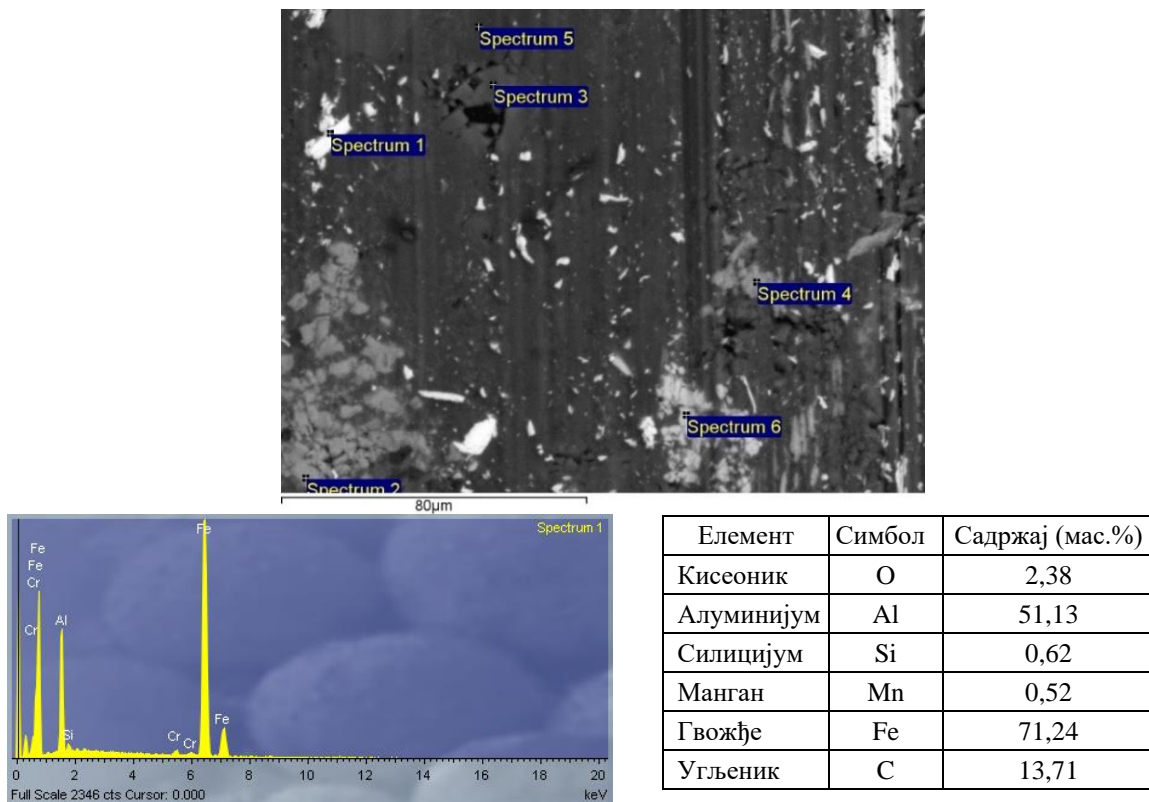 Spectrum 5
Spectrum 3
Spectrum 1
Spectrum 4
Spectrum 6
Spectrum 2
80µm
Spectrum 1
Fe
Fe
Fe
Cr
Cr
Al
Si
Cr
Cr
Fe
0 2 4 6 8 10 12 14 16 18 20
Full Scale 2346 cts Cursor: 0.000 keV
Елемент Симбол Садржај (мас.%)
Кисеоник O 2,38
Алуминијум Al 51,13
Силицијум Si 0,62
Манган Mn 0,52
Гвожђе Fe 71,24
Угљеник C 13,71